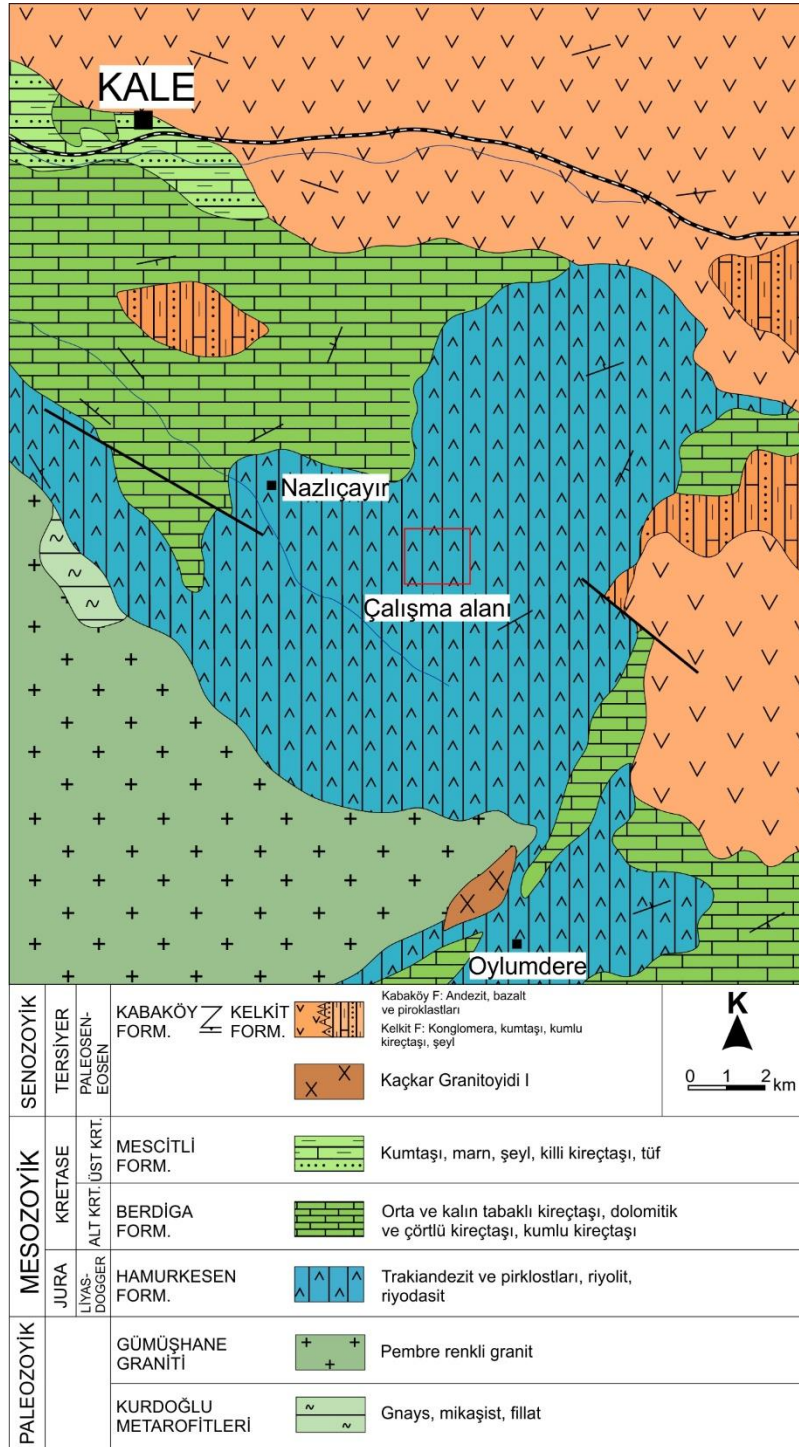 KALE
Nazlıçayır
Çalışma alanı
Oylumdere
SENOZOYİK
TERSİYER
PALEOSEN-
EOSEN
KABAKÖY
FORM.
KELKİT
FORM.
Kabaköy F: Andezit, bazalt
ve piroklastları
Kelkit F: Konglomera, kumtaşı, kumlu
kireçtaşı, şeyl
Kaçkar Granitoyidi I
K
0 1 2
km
MESOZOYİK
KRETASE
ÜST KRT.
MESCİTLİ
FORM.
Kumtaşı, marn, şeyl, killi kireçtaşı, tüf
ALT KRT.
BERDİGA
FORM.
Orta ve kalın tabaklı kireçtaşı, dolomitik
ve çörtlü kireçtaşı, kumlu kireçtaşı
JURA
LİYAS-
DOGGER
HAMURKESEN
FORM.
Trakiandezit ve pirklostları, riyolit,
riyodasit
PALEOZOYİK
GÜMÜŞHANE
GRANİTİ
Pembre renkli granit
KURDOĞLU
METAROFİTLERİ
Gnays, mikaşist, fillat